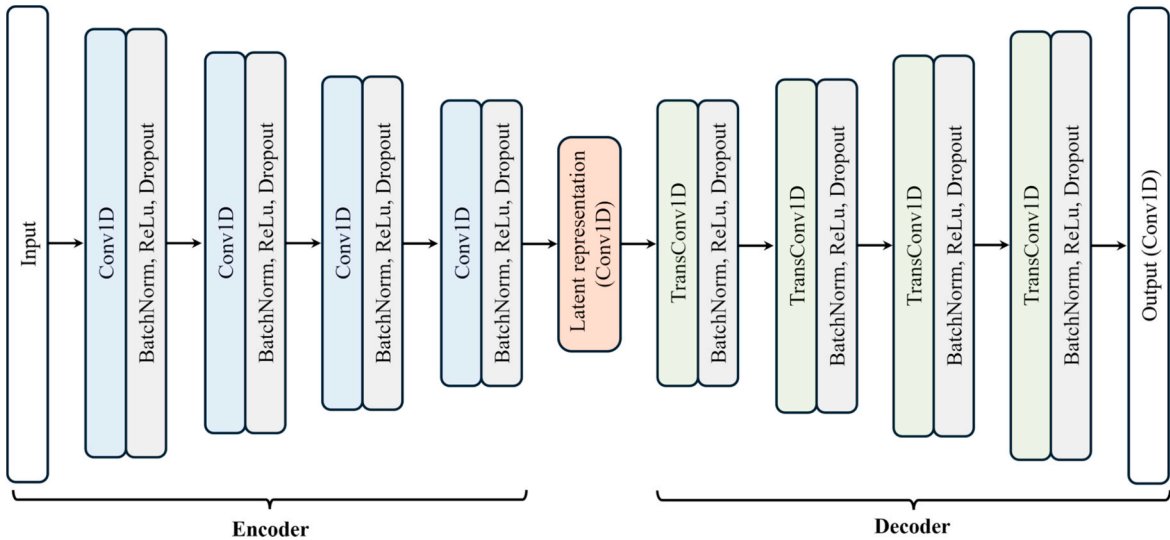 Input
Conv1D
BatchNorm, ReLu, Dropout
Conv1D
BatchNorm, ReLu, Dropout
Conv1D
BatchNorm, ReLu, Dropout
Conv1D
BatchNorm, ReLu, Dropout
Latent representation
(Conv1D)
TransConv1D
BatchNorm, ReLu, Dropout
TransConv1D
BatchNorm, ReLu, Dropout
TransConv1D
BatchNorm, ReLu, Dropout
TransConv1D
BatchNorm, ReLu, Dropout
Output (Conv1D)
Encoder
Decoder